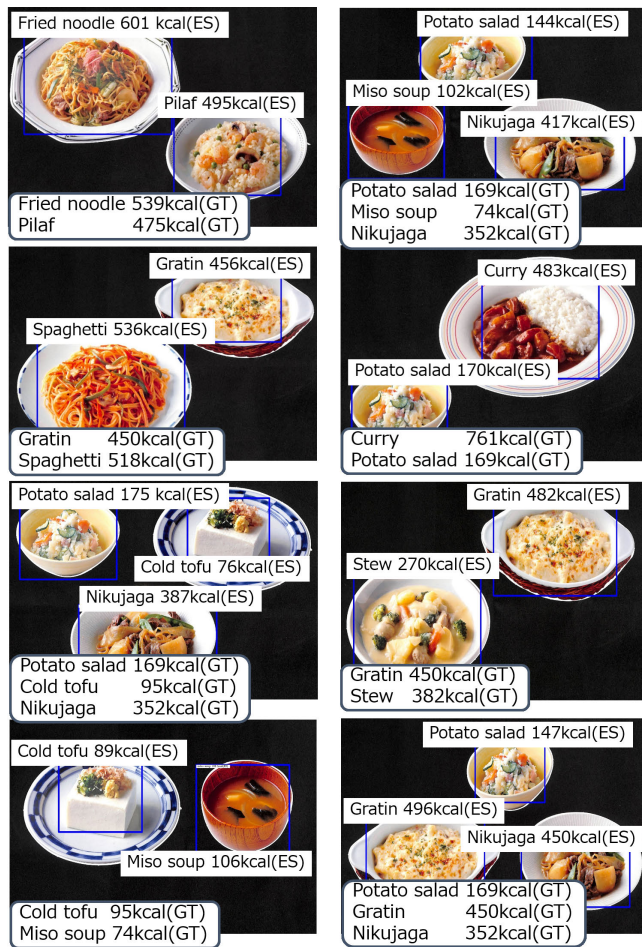 Fried noodle 601 kcal(ES)
Pilaf 495kcal(ES)
Fried noodle 539kcal(GT)
Pilaf 475kcal(GT)
Potato salad 144kcal(ES)
Miso soup 102kcal(ES)
Nikujaga 417kcal(ES)
Potato salad 169kcal(GT)
Miso soup 74kcal(GT)
Nikujaga 352kcal(GT)
Gratin 456kcal(ES)
Spaghetti 536kcal(ES)
Gratin 450kcal(GT)
Spaghetti 518kcal(GT)
Curry 483kcal(ES)
Potato salad 170kcal(ES)
Curry 761kcal(GT)
Potato salad 169kcal(GT)
Potato salad 175 kcal(ES)
Cold tofu 76kcal(ES)
Nikujaga 387kcal(ES)
Potato salad 169kcal(GT)
Cold tofu 95kcal(GT)
Nikujaga 352kcal(GT)
Gratin 482kcal(ES)
Stew 270kcal(ES)
Gratin 450kcal(GT)
Stew 382kcal(GT)
Cold tofu 89kcal(ES)
Miso soup 106kcal(ES)
Cold tofu 95kcal(GT)
Miso soup 74kcal(GT)
Potato salad 147kcal(ES)
Gratin 496kcal(ES)
Nikujaga 450kcal(ES)
Potato salad 169kcal(GT)
Gratin 450kcal(GT)
Nikujaga 352kcal(GT)